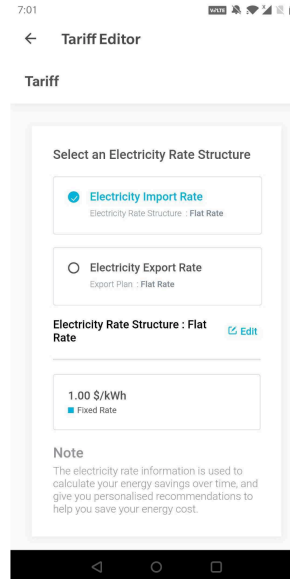 7:01
VoLTE
Tariff Editor
Tariff
Select an Electricity Rate Structure
Electricity Import Rate
Electricity Rate Structure : Flat Rate
Electricity Export Rate
Export Plan : Flat Rate
Electricity Rate Structure : Flat
Rate
Edit
1.00 $/kWh
Fixed Rate
Note
The electricity rate information is used to
calculate your energy savings over time, and
give you personalised recommendations to
help you save your energy cost.